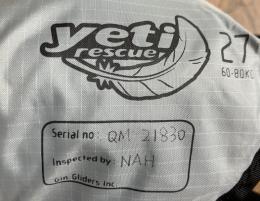 yeti
rescue
27
60-80KG
Serial no: QM 21830
Inspected by: NAH
Gin Gliders Inc.